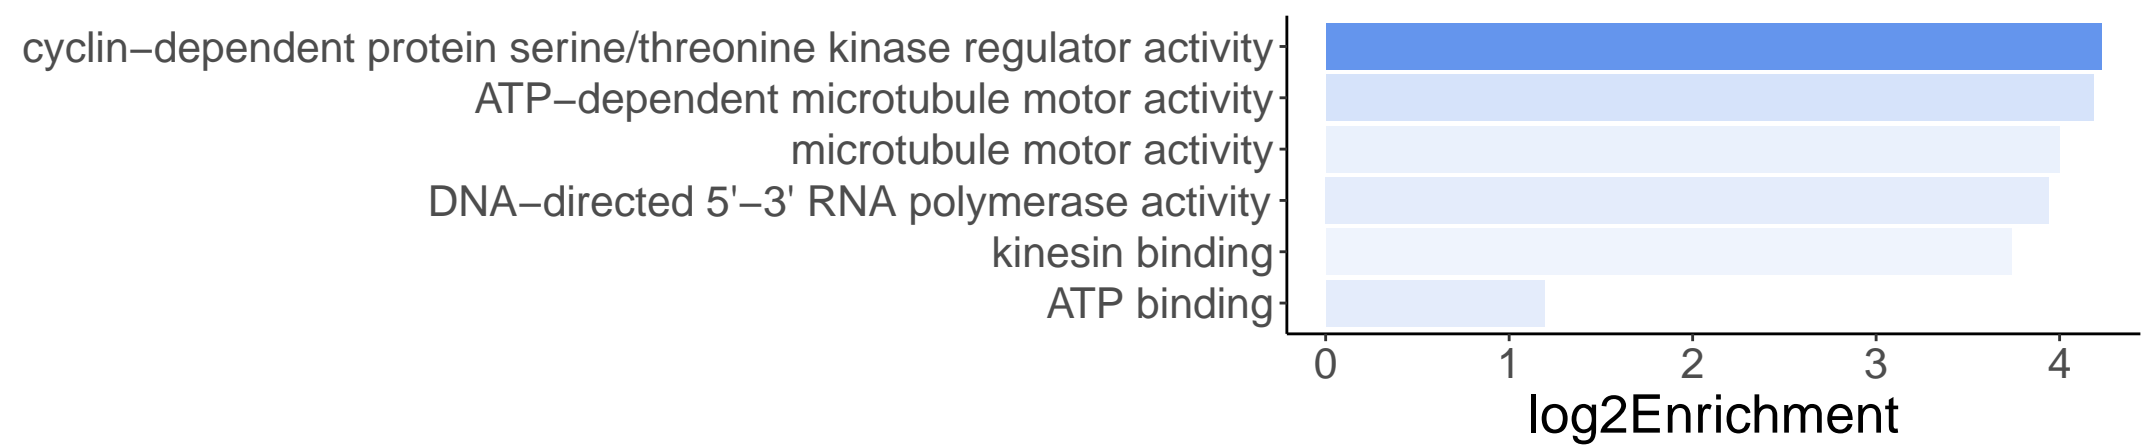 cyclin−dependent protein serine/threonine kinase regulator activity
ATP−dependent microtubule motor activity
microtubule motor activity
DNA−directed 5'−3' RNA polymerase activity
kinesin binding
ATP binding
0 1 2 3 4
log2Enrichment